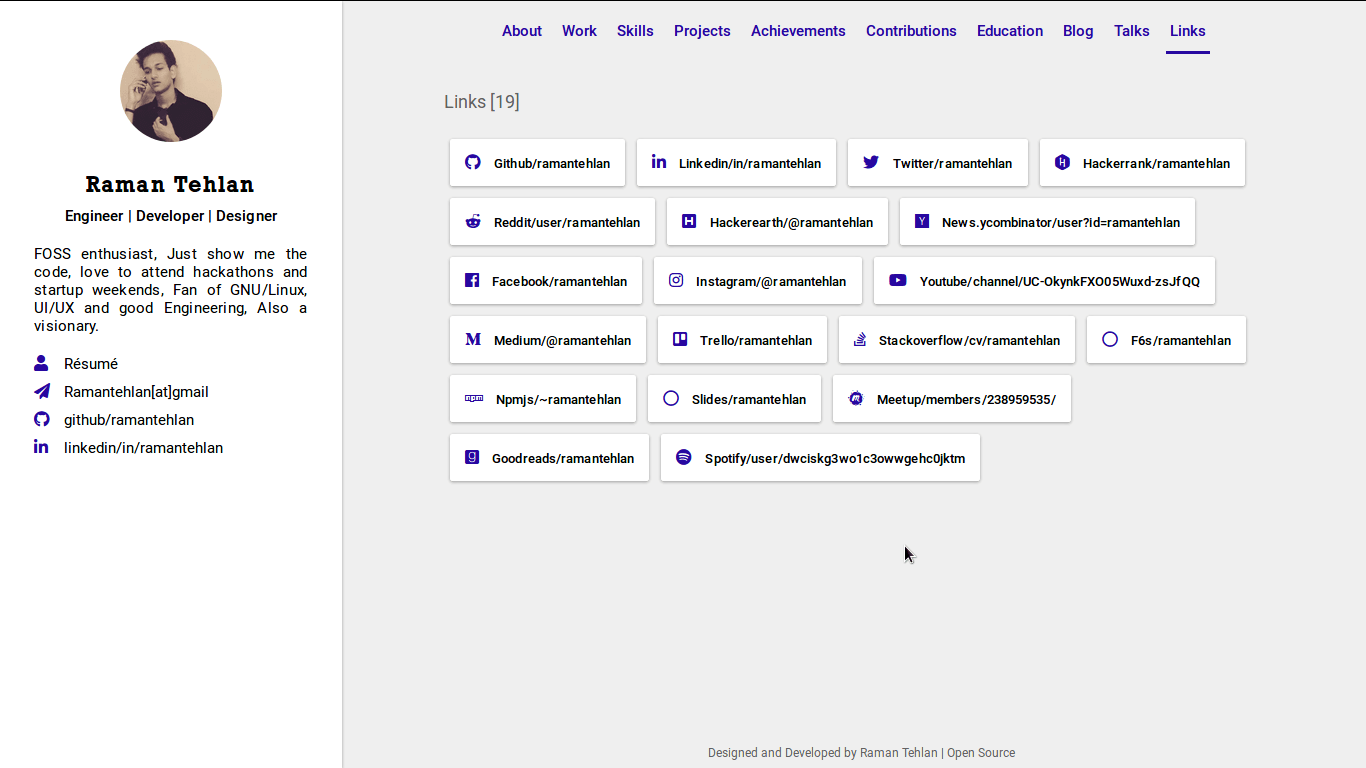 Raman Tehlan
Engineer | Developer | Designer
FOSS enthusiast, Just show me the
code, love to attend hackathons and
startup weekends, Fan of GNU/Linux,
UI/UX and good Engineering, Also a
visionary.
Résumé
Ramantehlan[at]gmail
github/ramantehlan
linkedin/in/ramantehlan
About Work Skills Projects Achievements Contributions Education Blog Talks Links
Links [19]
Github/ramantehlan Linkedin/in/ramantehlan Twitter/ramantehlan Hackerrank/ramantehlan
Reddit/user/ramantehlan Hackerearth/@ramantehlan News.ycombinator/user?id=ramantehlan
Facebook/ramantehlan Instagram/@ramantehlan Youtube/channel/UC-OkynkFXO05Wuxd-zsJfQQ
Medium/@ramantehlan Trello/ramantehlan Stackoverflow/cv/ramantehlan F6s/ramantehlan
Npmjs/~ramantehlan Slides/ramantehlan Meetup/members/238959535/
Goodreads/ramantehlan Spotify/user/dwciskg3wo1c3owwgehc0jktm
Designed and Developed by Raman Tehlan | Open Source